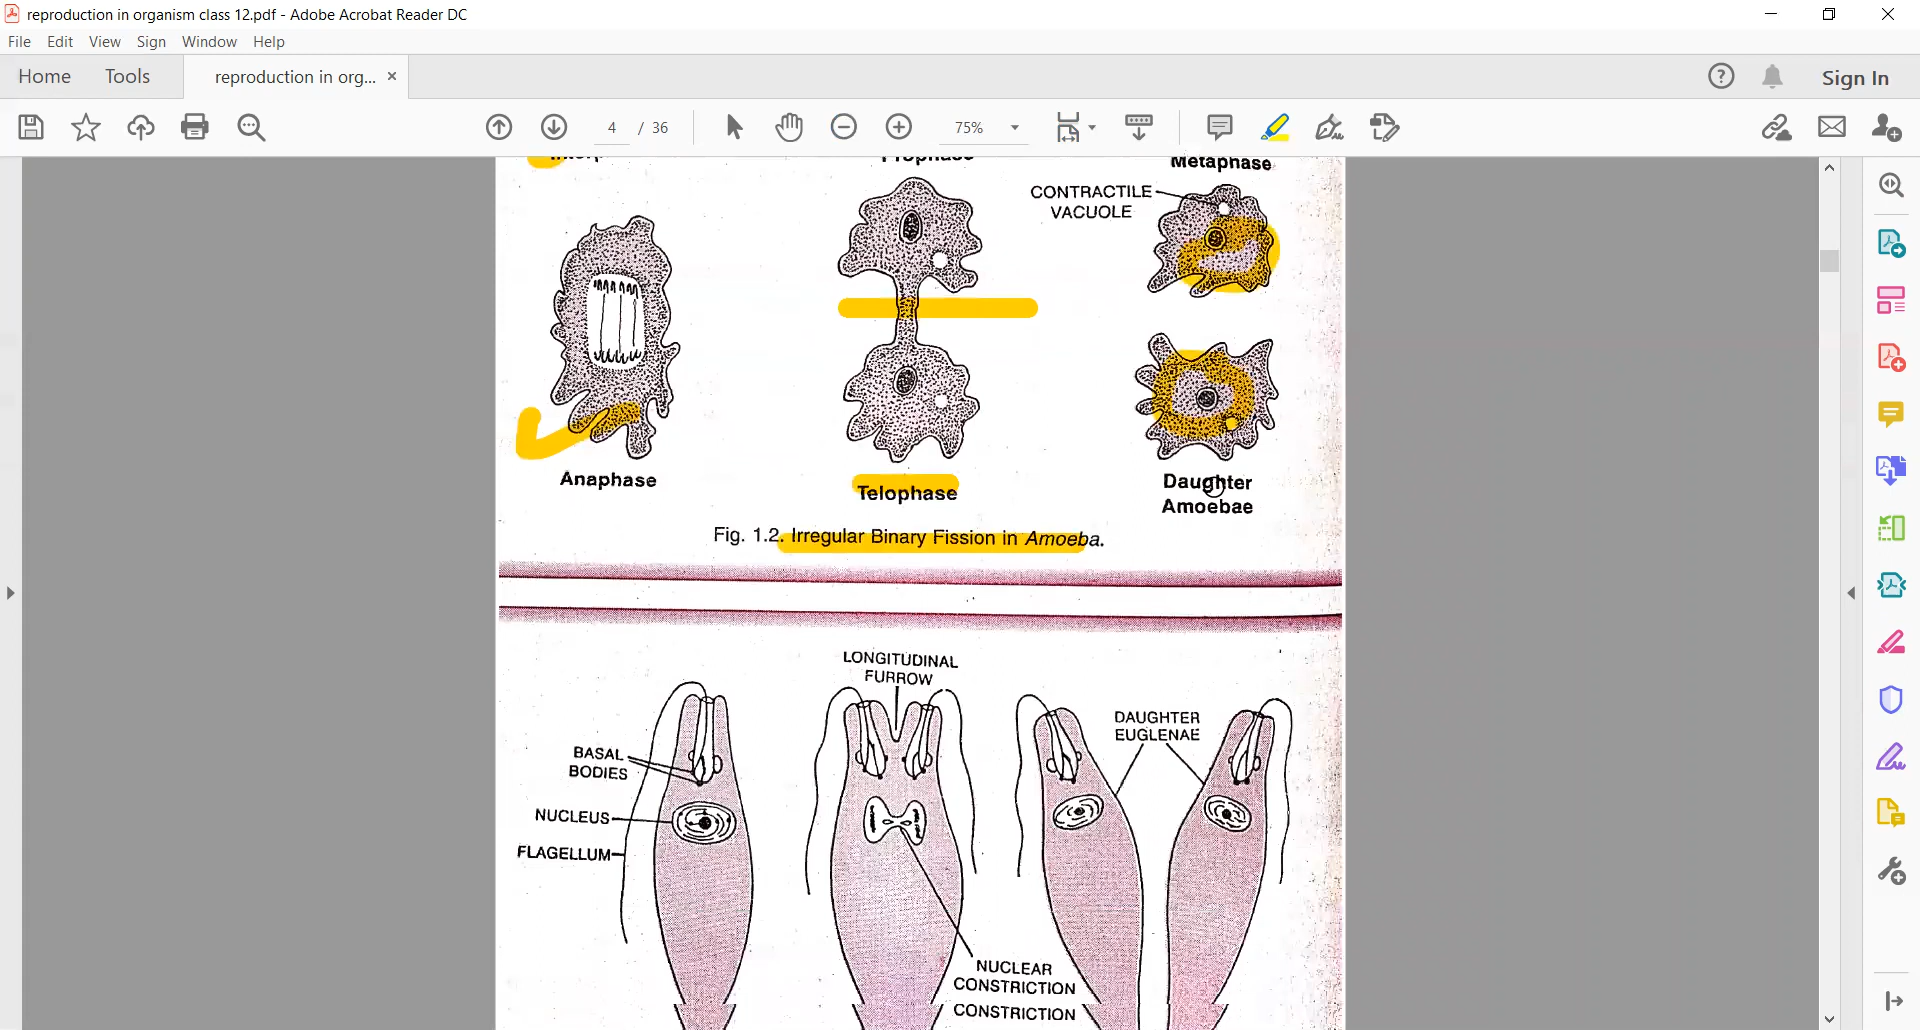 reproduction in organism class 12.pdf - Adobe Acrobat Reader DC
File Edit View Sign Window Help
Home Tools reproduction in org... × Sign In
4 / 36 75%
Prophase Metaphase
CONTRACTILE
VACUOLE
Anaphase
Telophase
Daughter
Amoebae
Fig. 1.2. Irregular Binary Fission in Amoeba.
LONGITUDINAL
FURROW
BASAL
BODIES
NUCLEUS
FLAGELLUM
DAUGHTER
EUGLENAE
NUCLEAR
CONSTRICTION
CONSTRICTION